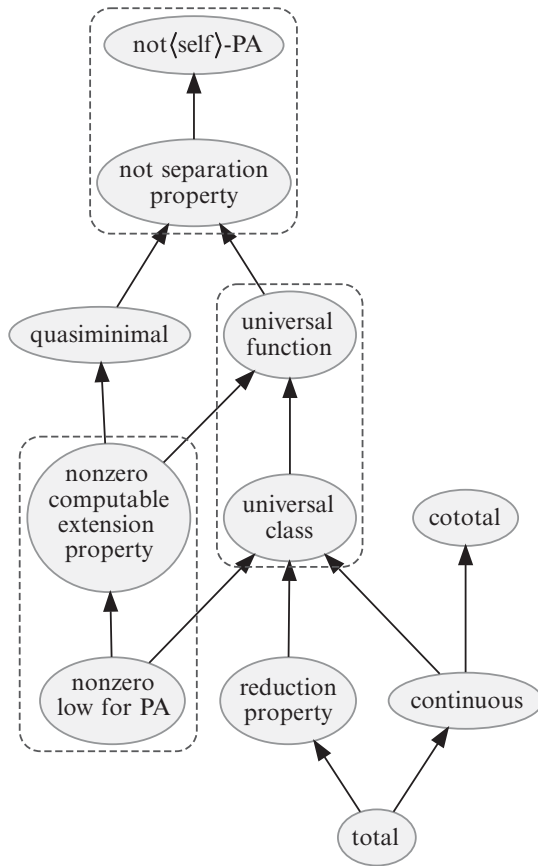 not⟨self⟩-PA
not separation
property
quasiminimal
universal
function
nonzero
computable
extension
property
universal
class
cototal
nonzero
low for PA
reduction
property
continuous
total